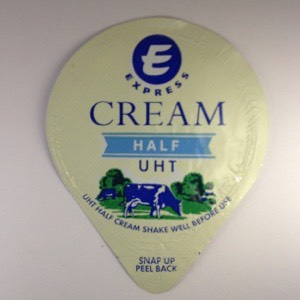 E
EXPRESS
CREAM
HALF
UHT
UHT HALF CREAM SHAKE WELL BEFORE USE
SNAP UP
PEEL BACK